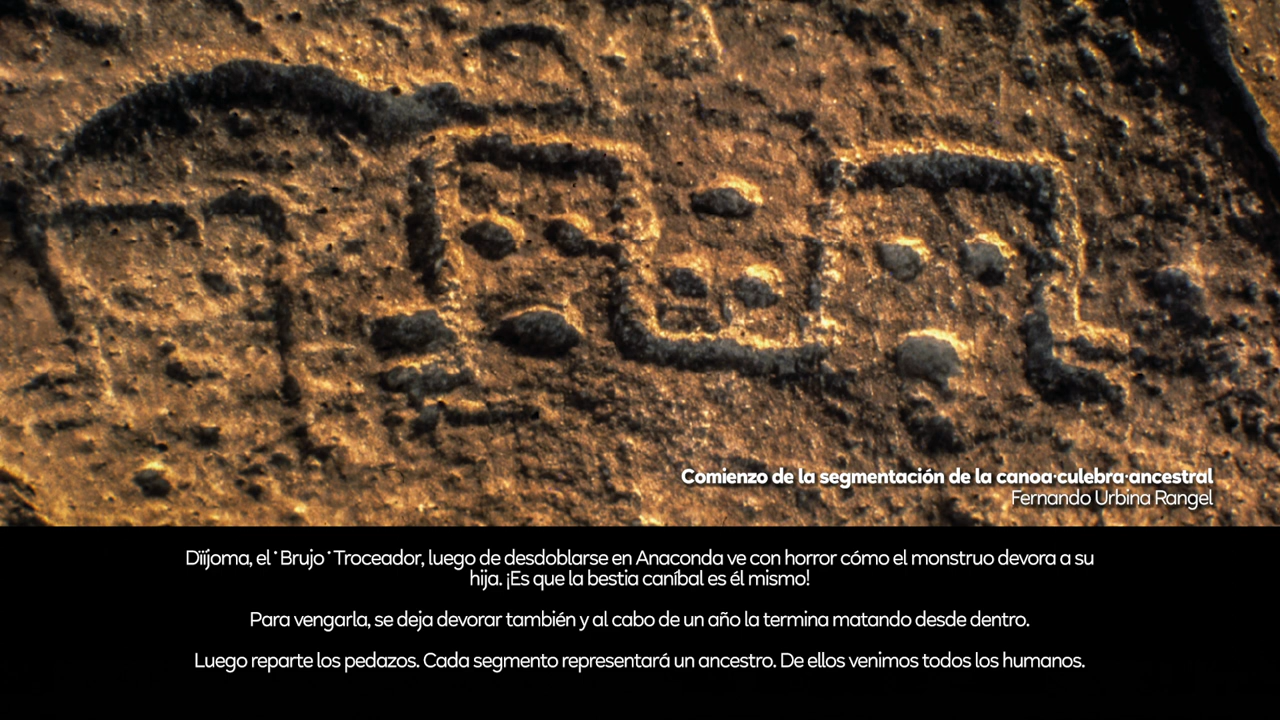 Comienzo de la segmentación de la canoa·culebra·ancestral
Fernando Urbina Rangel
Diïjoma, el ˙Brujo˙ Troceador, luego de desdoblarse en Anaconda ve con horror cómo el monstruo devora a su
hija. ¡Es que la bestia caníbal es él mismo!
Para vengarla, se deja devorar también y al cabo de un año la termina matando desde dentro.
Luego reparte los pedazos. Cada segmento representará un ancestro. De ellos venimos todos los humanos.